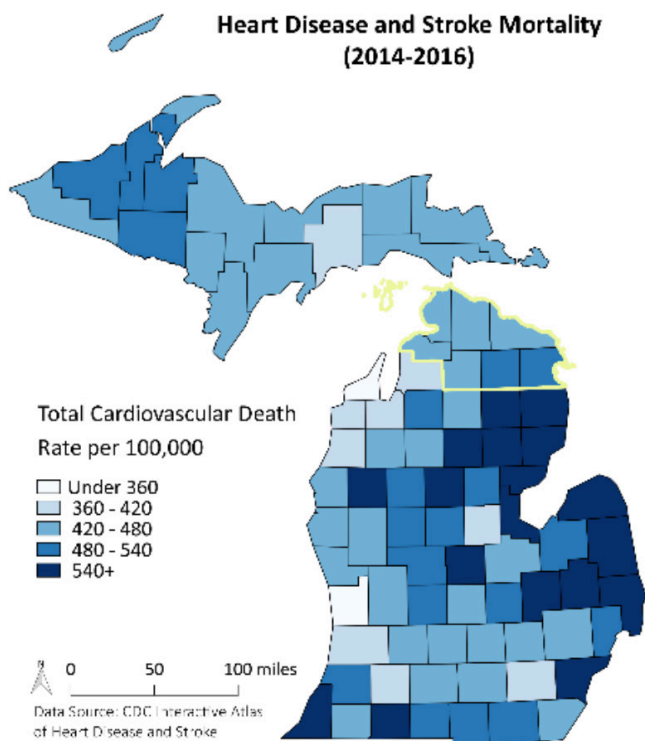 Heart Disease and Stroke Mortality
(2014-2016)
Total Cardiovascular Death
Rate per 100,000
Under 360
360 - 420
420 - 480
480 - 540
540+
N
0 50 100 miles
Data Source: CDC Interactive Atlas
of Heart Disease and Stroke